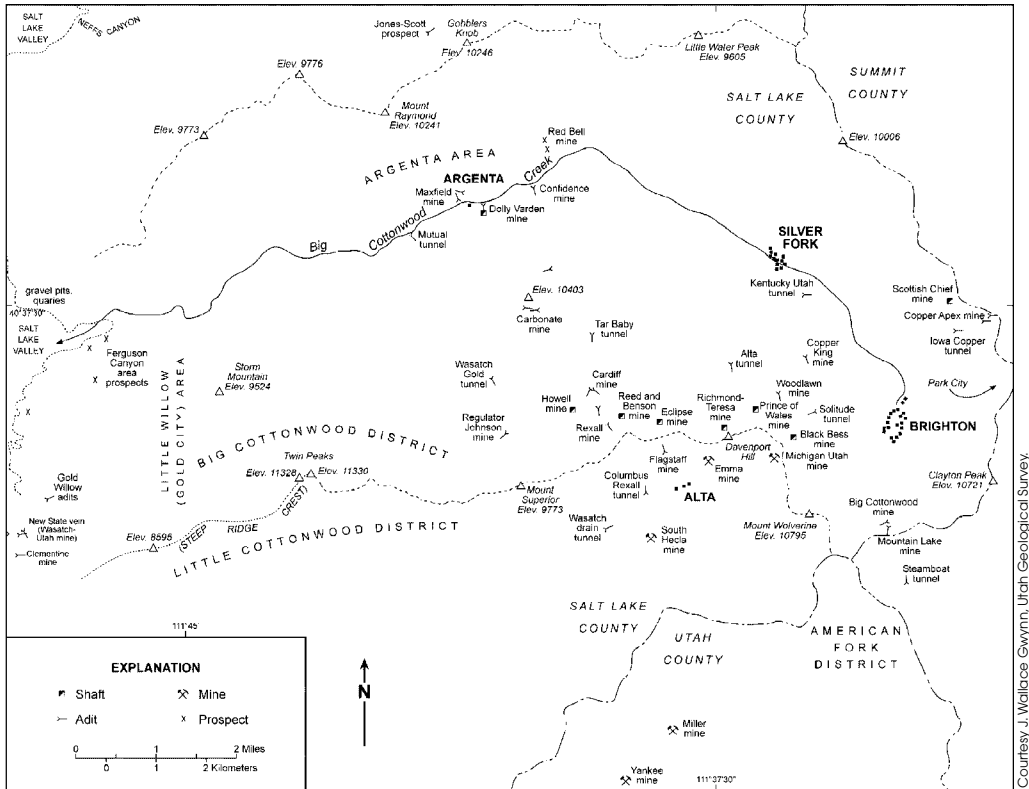 SALT
LAKE
VALLEY
NEFFS CANYON
Jones-Scott
prospect
Gobblers
Knob
Elev. 10246
Little Water Peak
Elev. 9605
SUMMIT
COUNTY
SALT LAKE
COUNTY
Elev. 9776
Mount
Raymond
Elev. 10241
Elev. 9773
Elev. 10006
Red Bell
mine
ARGENTA AREA
ARGENTA
Creek
Maxfield
mine
Confidence
mine
Dolly Varden
mine
Cottonwood
Mutual
tunnel
Big
SILVER
FORK
Kentucky Utah
tunnel
gravel pits,
quaries
40°37'30"
SALT
LAKE
VALLEY
Elev. 10403
Carbonate
mine
Scottish Chief
mine
Copper Apex mine
Iowa Copper
tunnel
Tar Baby
tunnel
Ferguson
Canyon
area
prospects
LITTLE WILLOW
(GOLD CITY) AREA
Storm
Mountain
Elev. 9524
Wasatch
Gold
tunnel
Alta
tunnel
Copper
King
mine
Park City
Cardiff
mine
Woodlawn
mine
Howell
mine
Reed and
Benson
mine
Eclipse
mine
Richmond-
Teresa
mine
Prince of
Wales mine
Solitude
tunnel
BRIGHTON
Regulator
Johnson
mine
Rexall
mine
Black Bess
mine
BIG COTTONWOOD DISTRICT
Davenport
Hill
Michigan Utah
mine
Flagstaff
mine
Emma
mine
Twin Peaks
Elev. 11328
Elev. 11330
Clayton Peak
Elev. 10721
Gold
Willow
adits
Columbus
Rexall
tunnel
ALTA
Mount
Superior
Elev. 9773
Big Cottonwood
mine
(STEEP
RIDGE
CREST)
New State vein
(Wasatch-
Utah mine)
Wasatch
drain
tunnel
South
Hecla
mine
Mount Wolverine
Elev. 10795
Mountain Lake
mine
Elev. 8598
Clementine
mine
LITTLE COTTONWOOD DISTRICT
Steamboat
tunnel
SALT LAKE
COUNTY
UTAH
COUNTY
AMERICAN
FORK
DISTRICT
111°45'
EXPLANATION
Shaft
Mine
Adit
Prospect
0 2 Miles
0 1 2 Kilometers
N
Miller
mine
Yankee
mine
111°37'30"
Courtesy J. Wallace Gwynn, Utah Geological Survey.